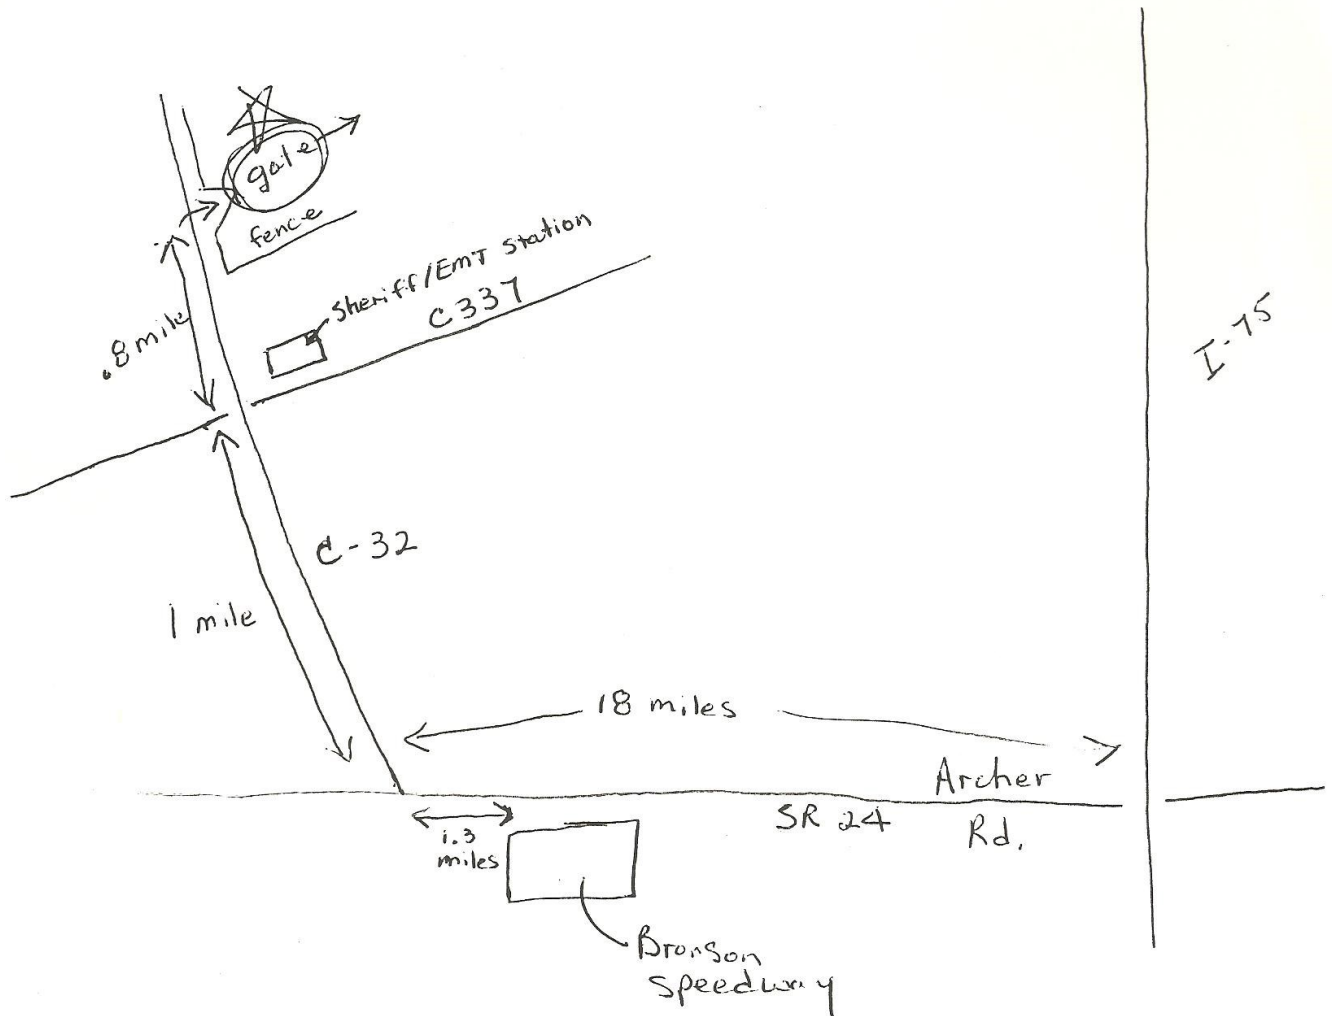 gate
fence
Sheriff/EMT Station
C337
.8 mile
I-75
C-32
1 mile
18 miles
Archer
SR 24
Rd.
1.3
miles
Bronson
Speedway